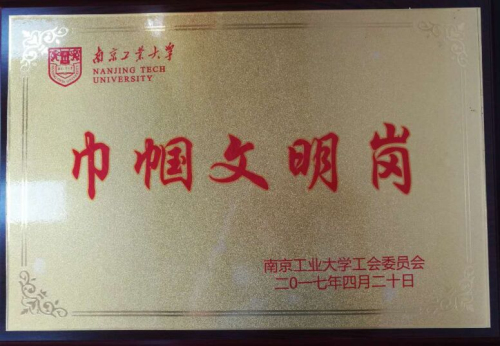 南京工业大学
NANJING TECH
UNIVERSITY
巾帼文明岗
南京工业大学工会委员会
二0一七年四月二十日